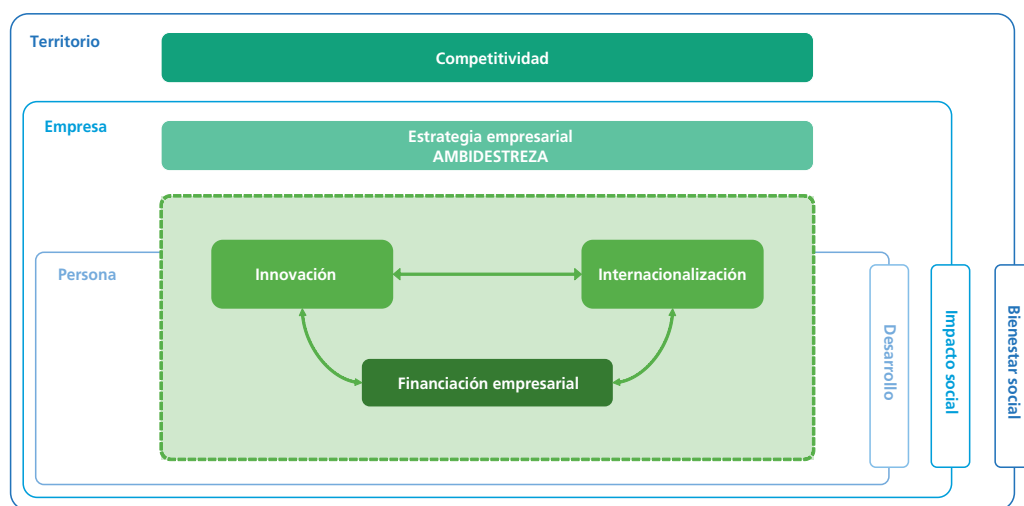 Territorio
Competitividad
Empresa
Estrategia empresarial
AMBIDESTREZA
Persona
Innovación
Internacionalización
Financiación empresarial
Desarrollo
Impacto social
Bienestar social